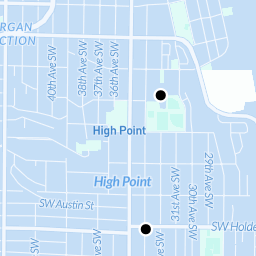 RGAN
CTION
40th Ave SW
38th Ave SW
37th Ave SW
36th Ave SW
High Point
High Point
SW Austin St
31st Ave SW
30th Ave SW
29th Ave SW
SW Holde
SW